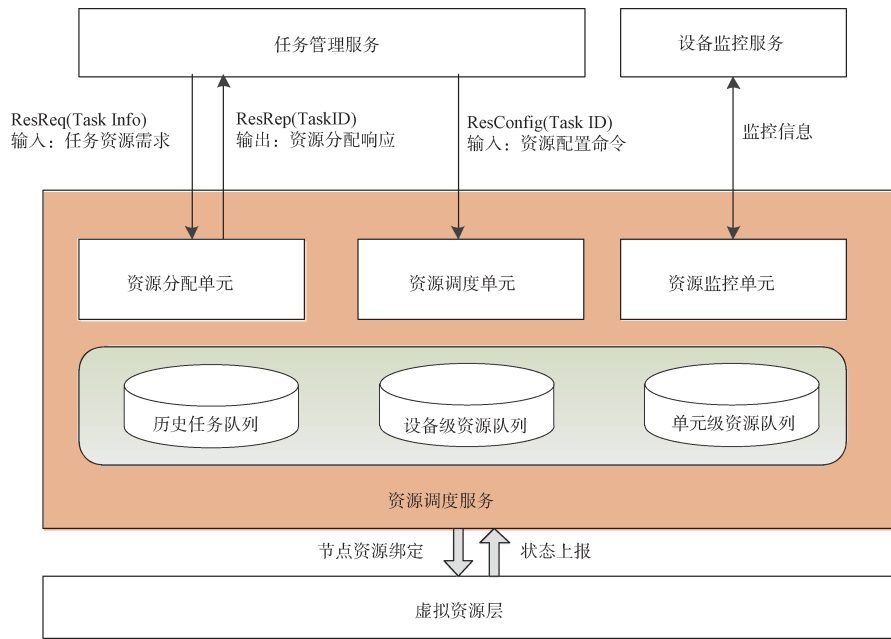 任务管理服务
设备监控服务
ResReq(Task Info)
输入：任务资源需求
ResRep(TaskID)
输出：资源分配响应
ResConfig(Task ID)
输入：资源配置命令
监控信息
资源分配单元
资源调度单元
资源监控单元
历史任务队列
设备级资源队列
单元级资源队列
资源调度服务
节点资源绑定
状态上报
虚拟资源层